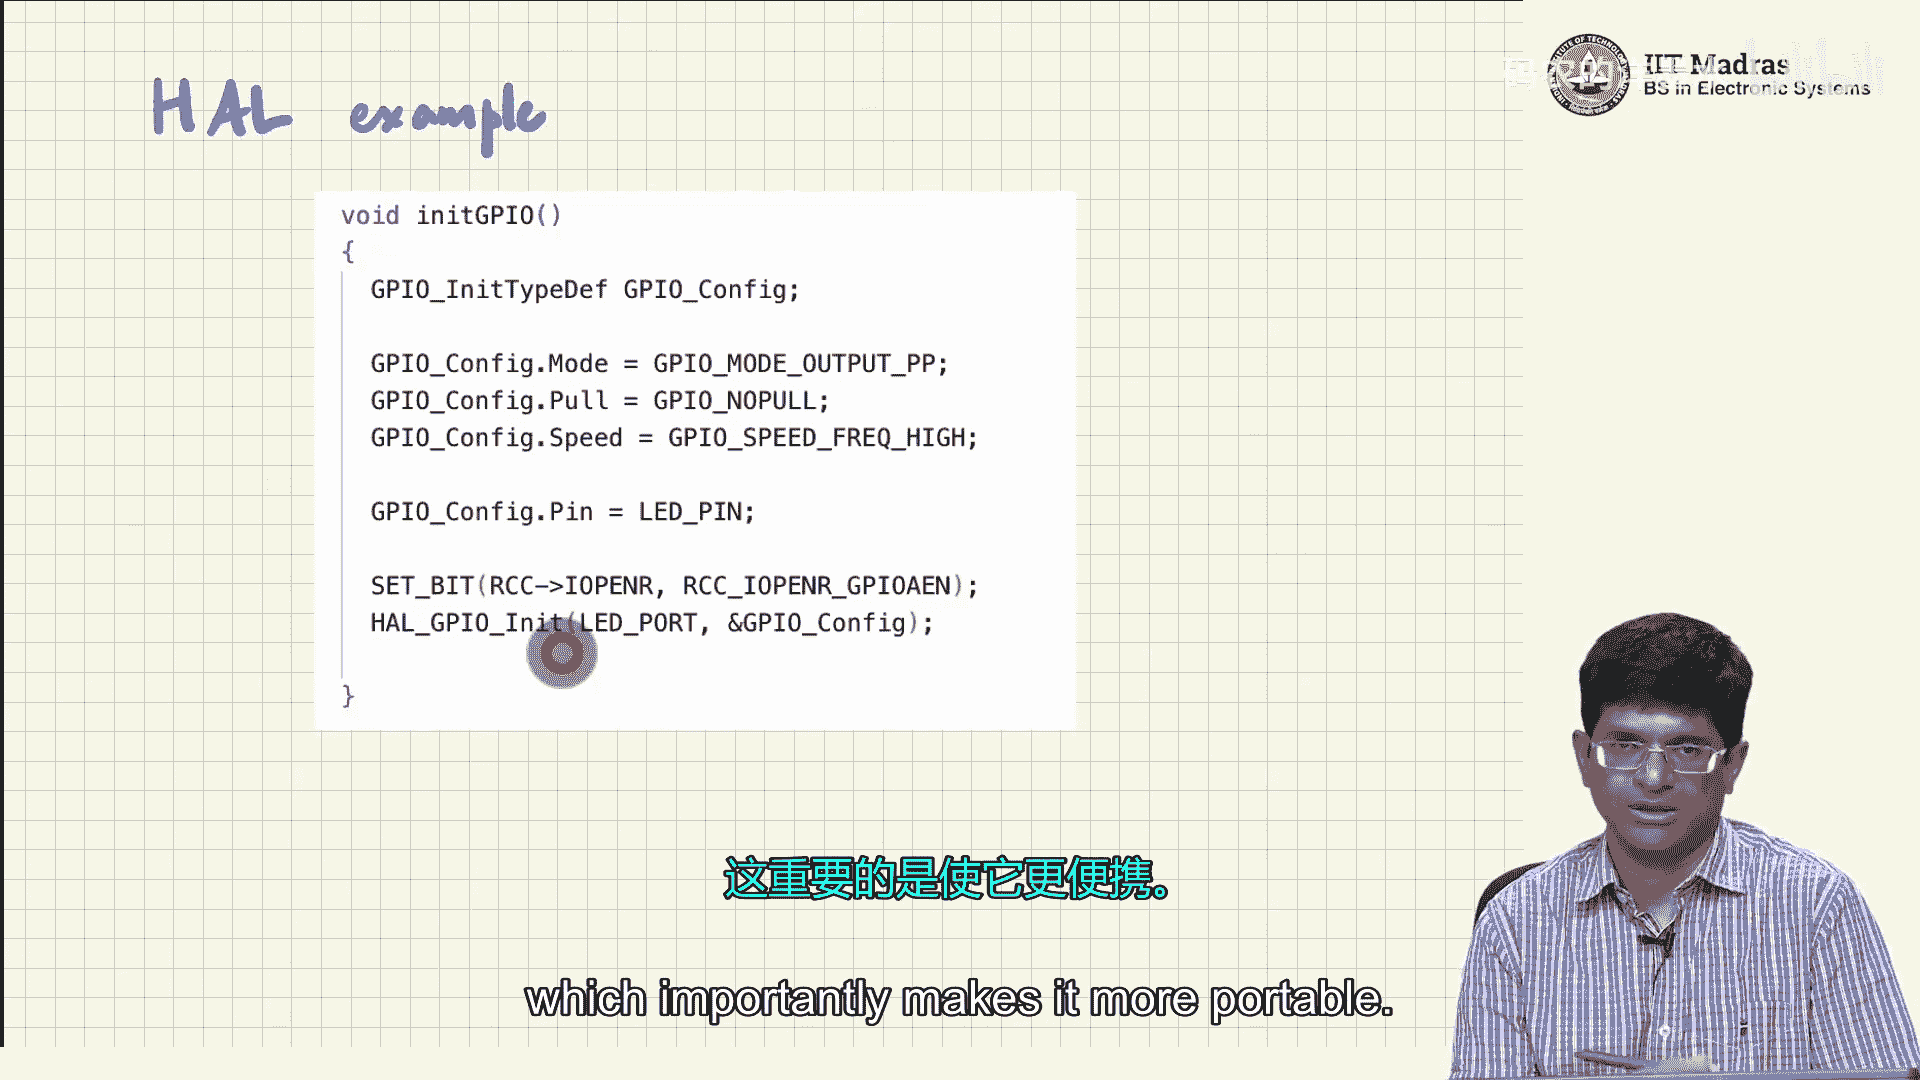 HAL example
IIT Madras
BS in Electronic Systems
void initGPIO()
{
GPIO_InitTypeDef GPIO_Config;
GPIO_Config.Mode = GPIO_MODE_OUTPUT_PP;
GPIO_Config.Pull = GPIO_NOPULL;
GPIO_Config.Speed = GPIO_SPEED_FREQ_HIGH;
GPIO_Config.Pin = LED_PIN;
SET_BIT(RCC->IOPENR, RCC_IOPENR_GPIOAEN);
HAL_GPIO_Init(LED_PORT, &GPIO_Config);
}
这重要的是使它更便携。
which importantly makes it more portable.